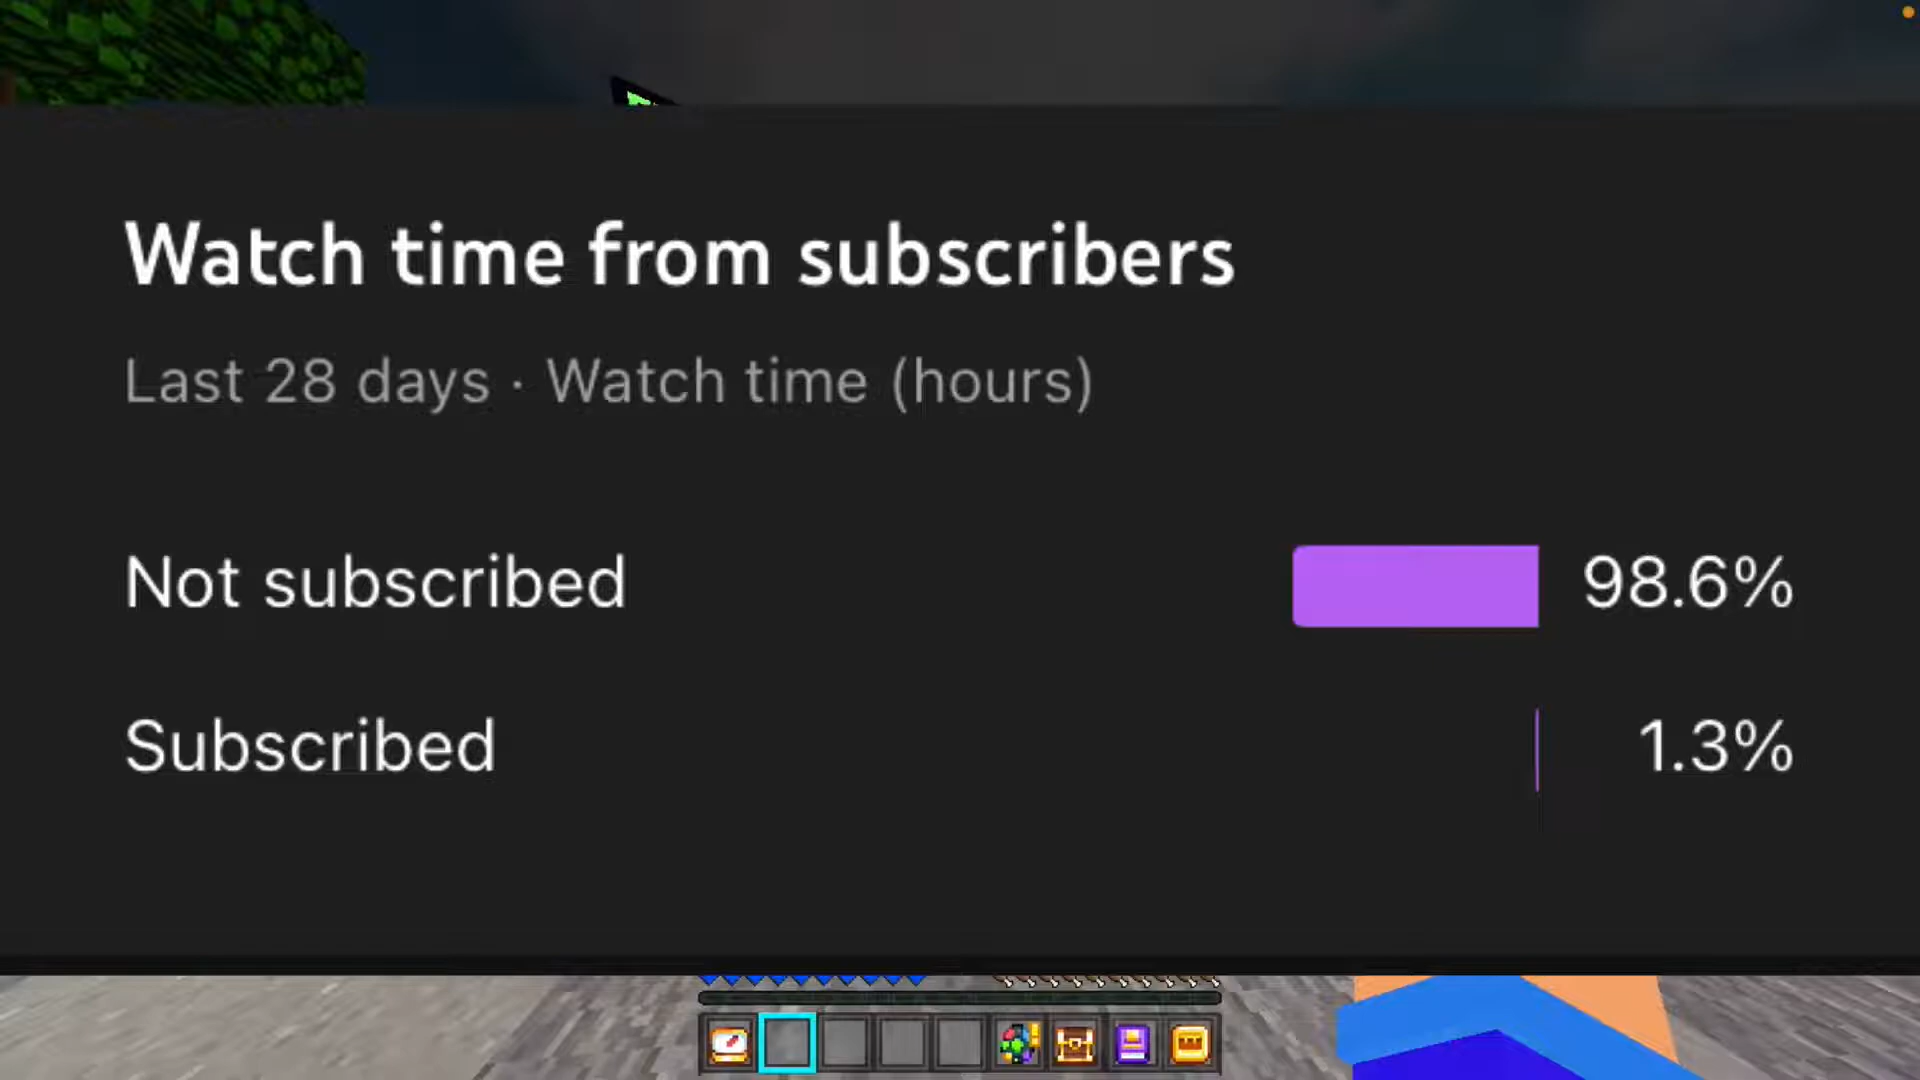 Watch time from subscribers
Last 28 days · Watch time (hours)
Not subscribed 98.6%
Subscribed 1.3%